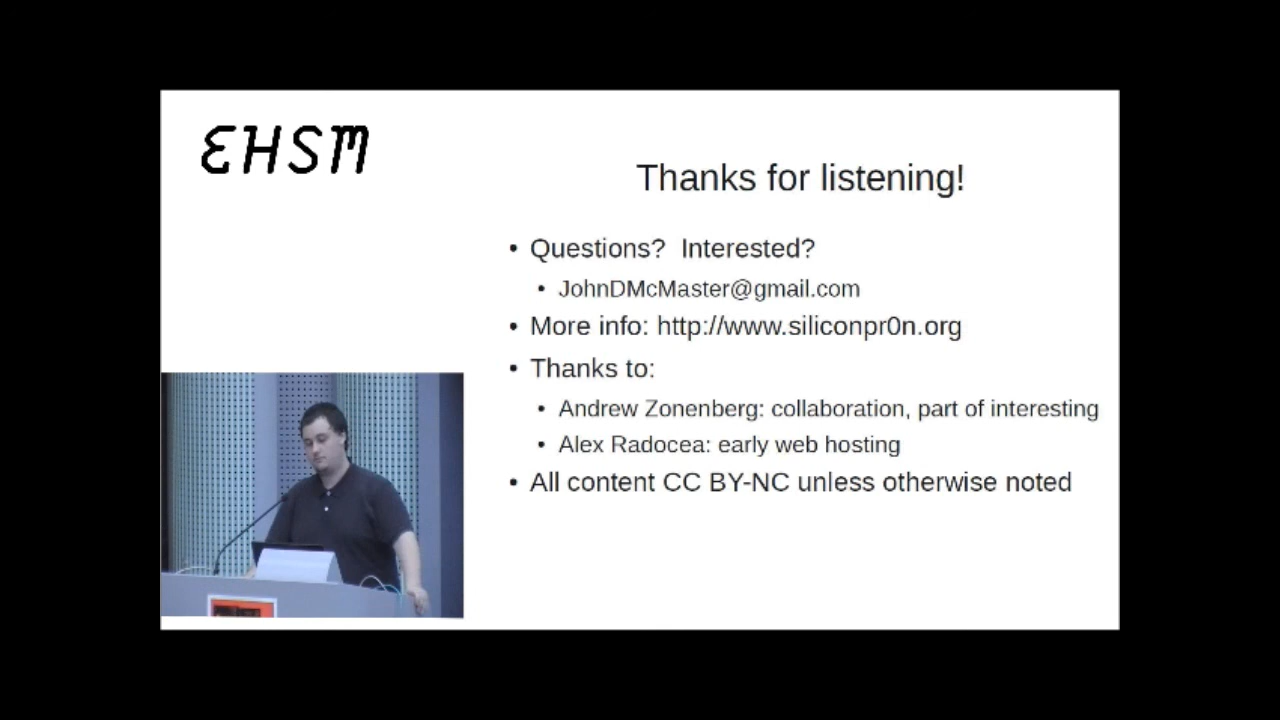 EHSM
Thanks for listening!
• Questions?  Interested?
• JohnDMcMaster@gmail.com
• More info: http://www.siliconpr0n.org
• Thanks to:
• Andrew Zonenberg: collaboration, part of interesting
• Alex Radocea: early web hosting
• All content CC BY-NC unless otherwise noted